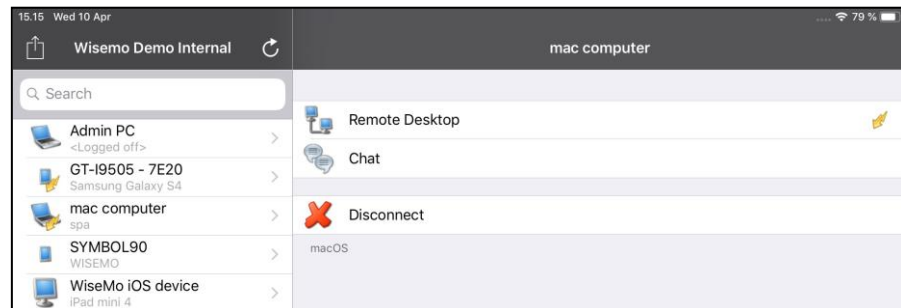 15.15 Wed 10 Apr
79 %
Wisemo Demo Internal
mac computer
Search
Admin PC
<Logged off>
GT-I9505 - 7E20
Samsung Galaxy S4
mac computer
spa
SYMBOL90
WISEMO
WiseMo iOS device
iPad mini 4
Remote Desktop
Chat
Disconnect
macOS